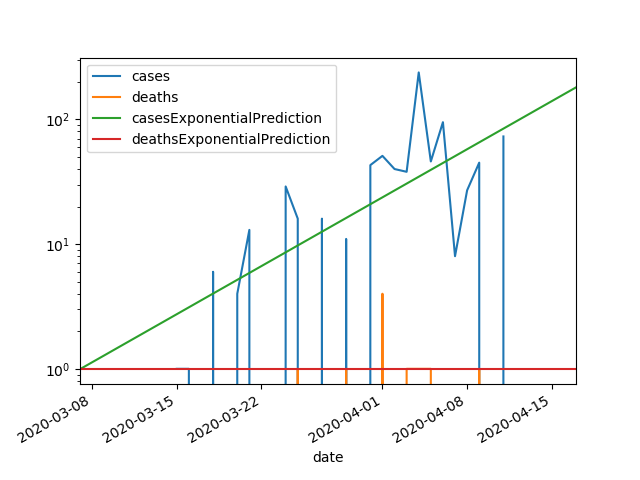 cases
deaths
casesExponentialPrediction
deathsExponentialPrediction
10²
10¹
10⁰
2020-03-08
2020-03-15
2020-03-22
2020-04-01
2020-04-08
2020-04-15
date